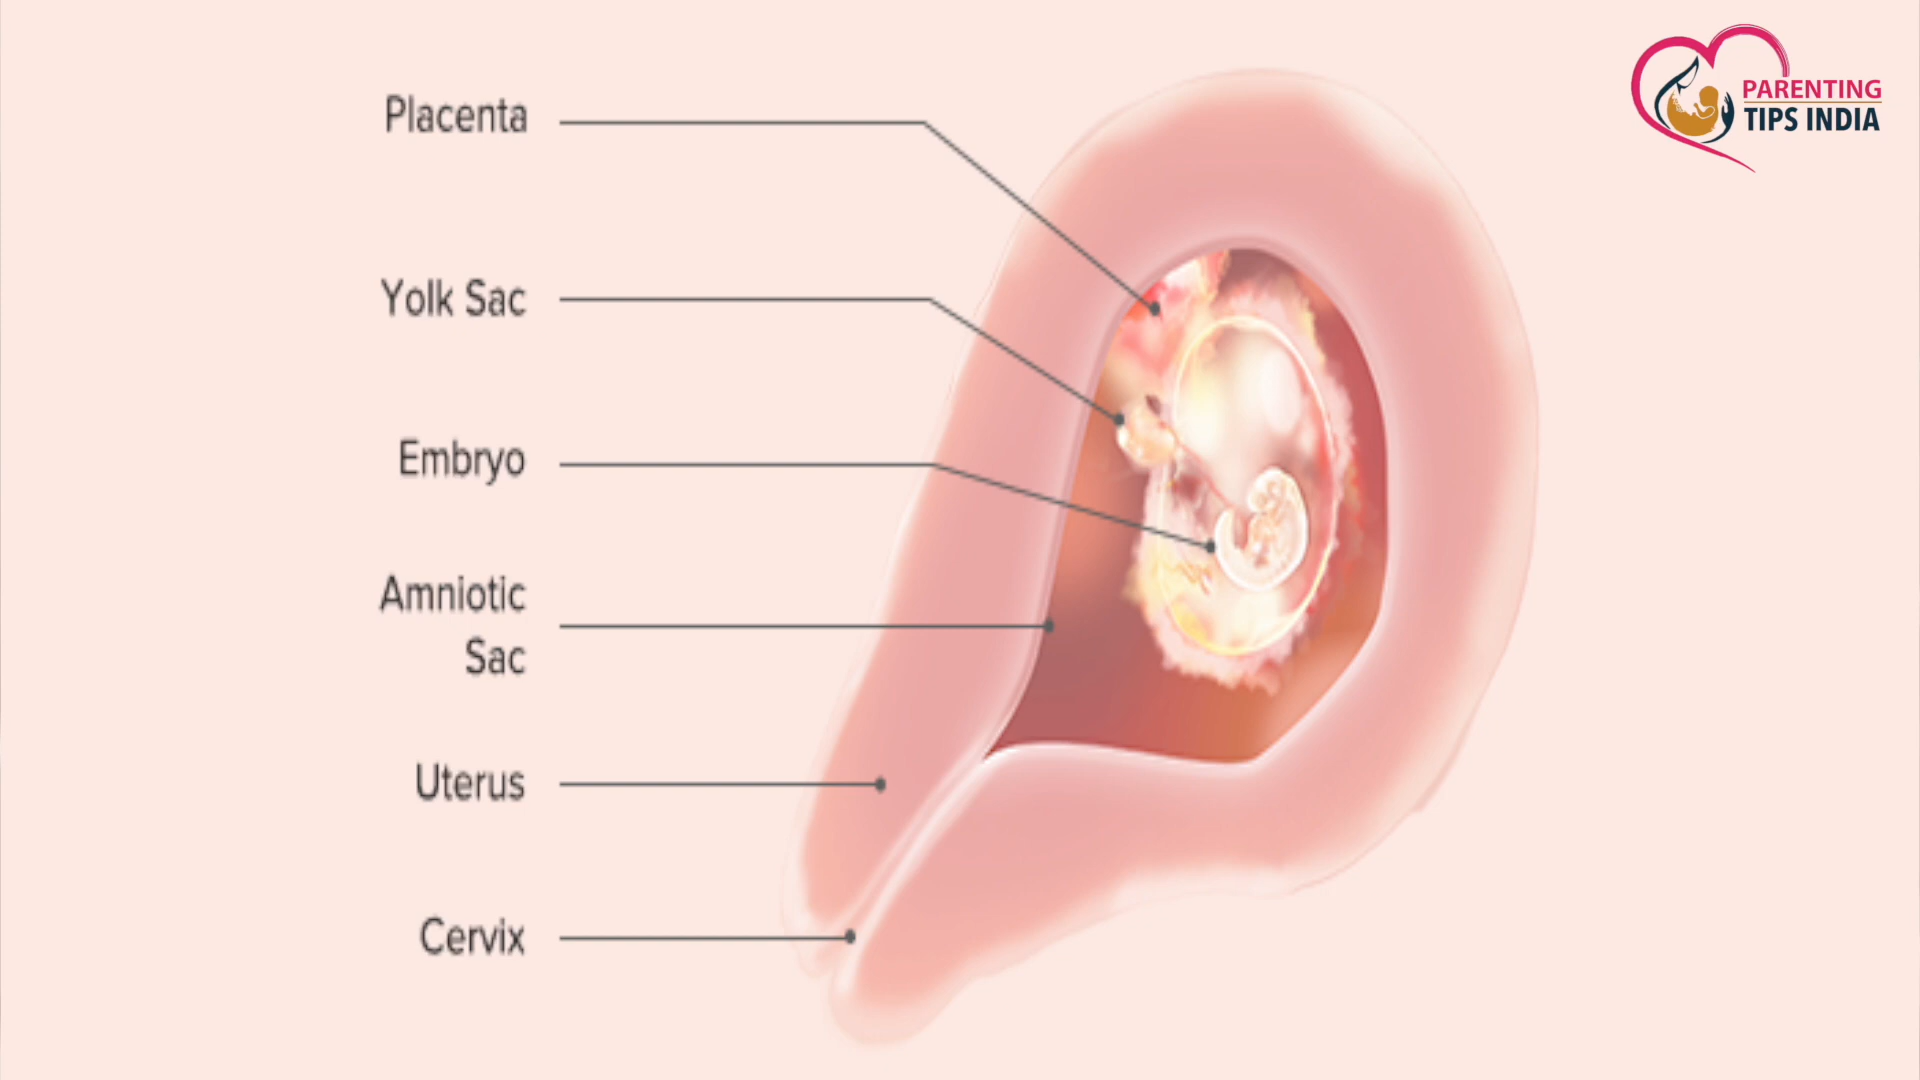 Placenta
Yolk Sac
Embryo
Amniotic
Sac
Uterus
Cervix
PARENTING
TIPS INDIA